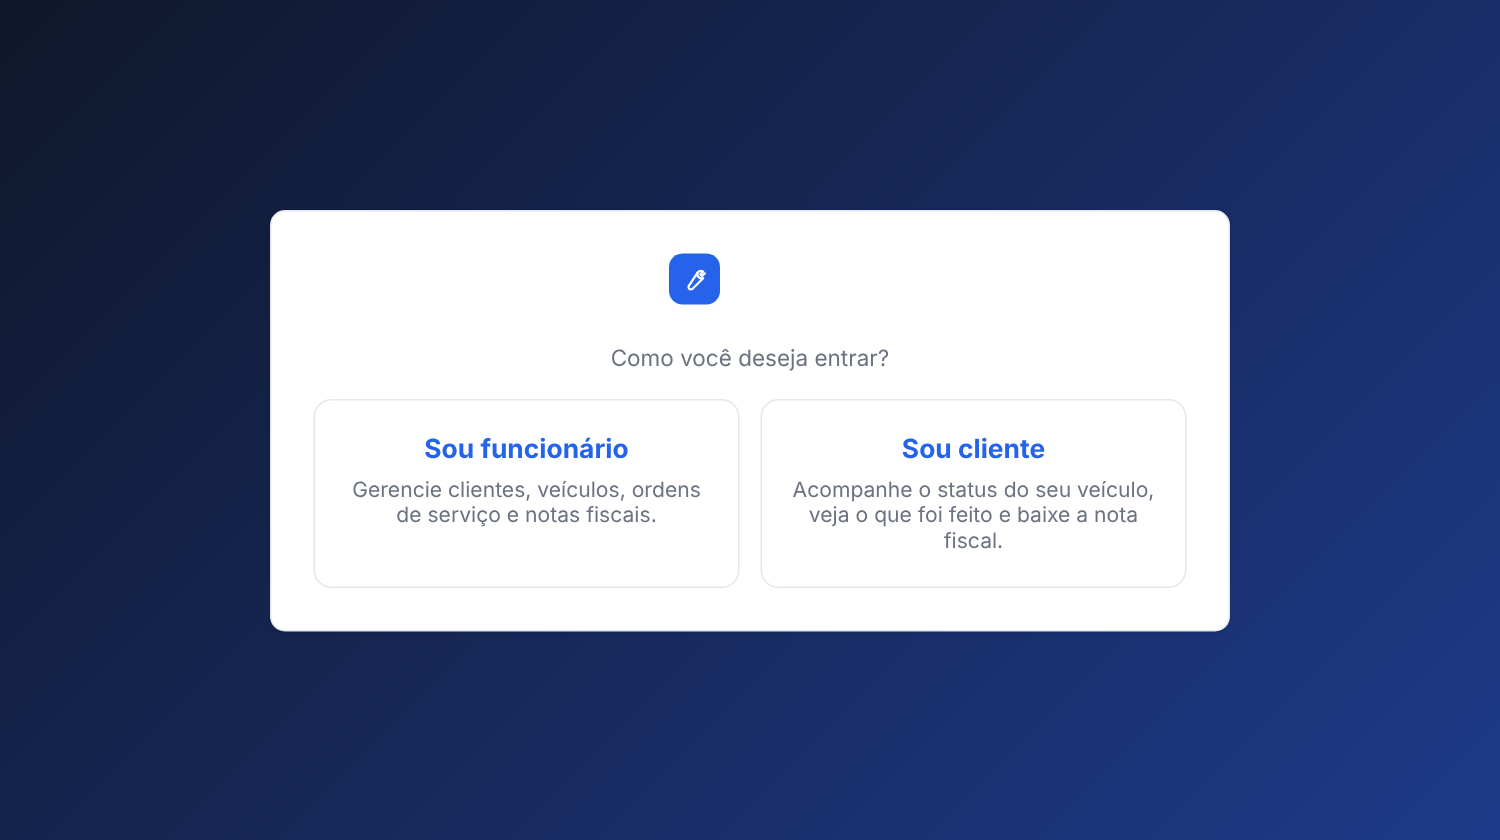 Como você deseja entrar?
Sou funcionário
Gerencie clientes, veículos, ordens
de serviço e notas fiscais.
Sou cliente
Acompanhe o status do seu veículo,
veja o que foi feito e baixe a nota
fiscal.